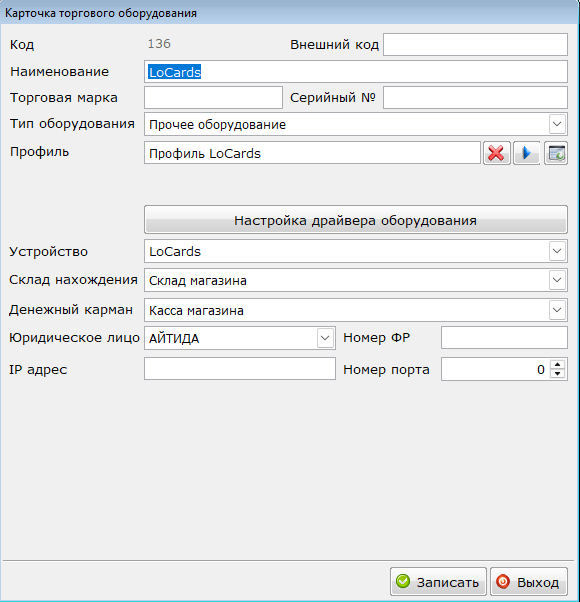 Карточка торгового оборудования
Код 136 Внешний код
Наименование LoCards
Торговая марка Серийный №
Тип оборудования Прочее оборудование
Профиль Профиль LoCards
Настройка драйвера оборудования
Устройство LoCards
Склад нахождения Склад магазина
Денежный карман Касса магазина
Юридическое лицо АЙТИДА Номер ФР
IP адрес Номер порта 0
Записать Выход